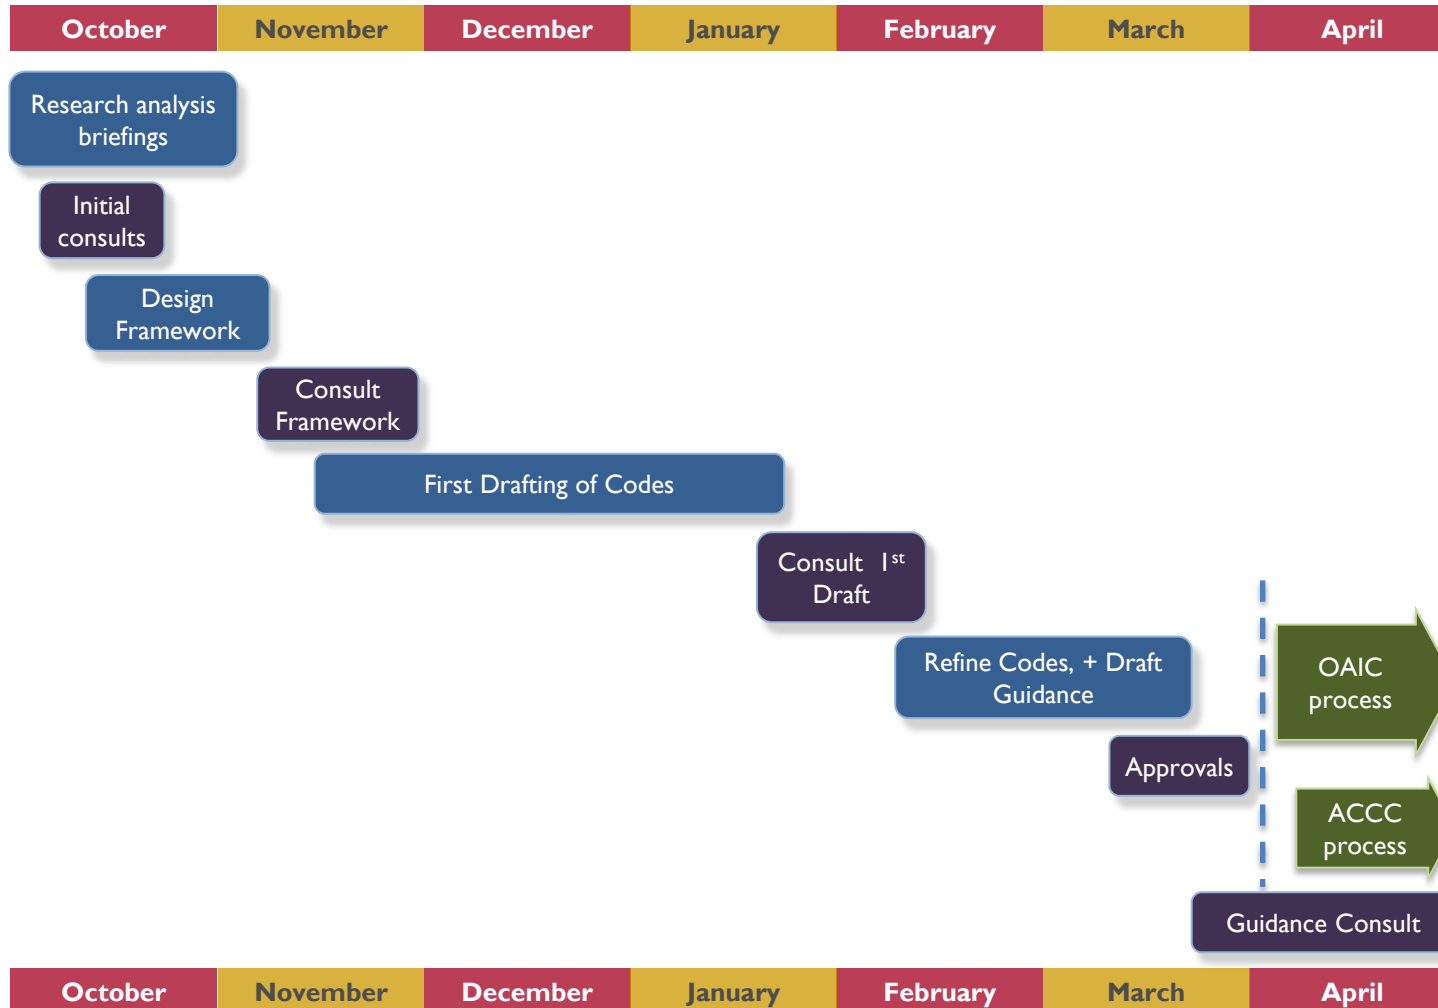 October November December January February March April
Research analysis
briefings
Initial
consults
Design
Framework
Consult
Framework
First Drafting of Codes
Consult 1st
Draft
Refine Codes, + Draft
Guidance
OAIC
process
Approvals
ACCC
process
Guidance Consult
October November December January February March April